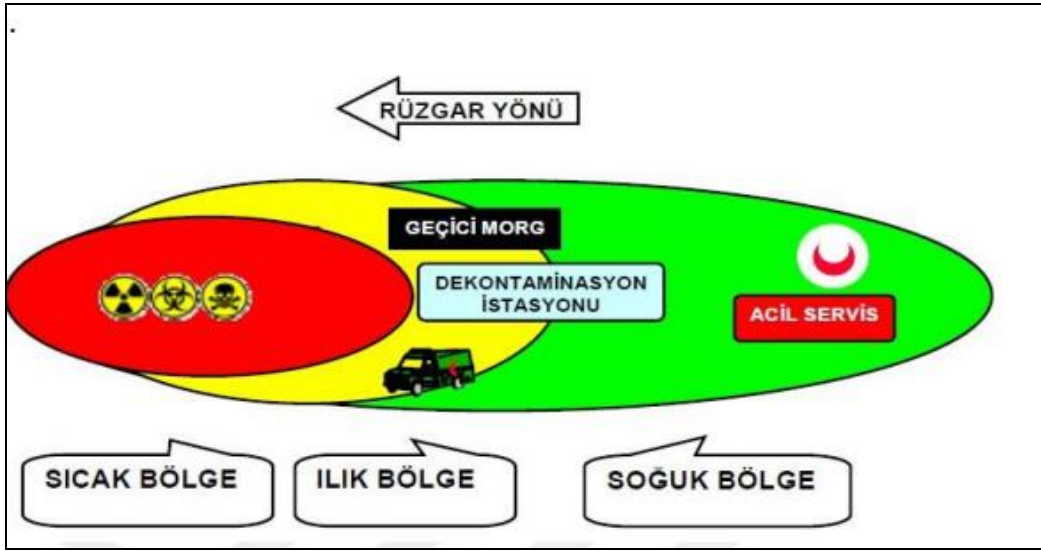 RÜZGAR YÖNÜ
GEÇİCİ MORG
DEKONTAMİNASYON
İSTASYONU
ACİL SERVİS
SICAK BÖLGE
ILIK BÖLGE
SOĞUK BÖLGE